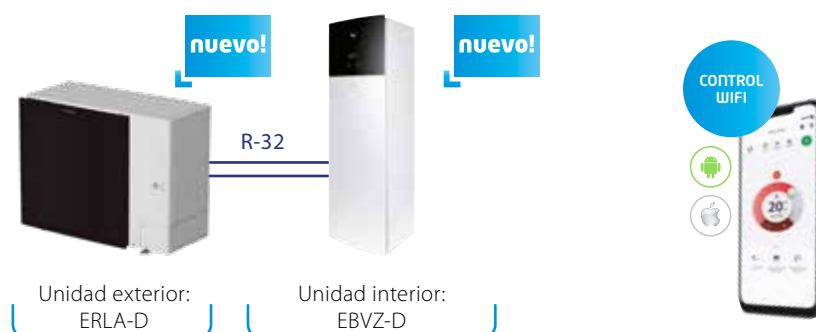 nuevo!
nuevo!
CONTROL
WIFI
R-32
20
Unidad exterior:
ERLA-D
Unidad interior:
EBVZ-D